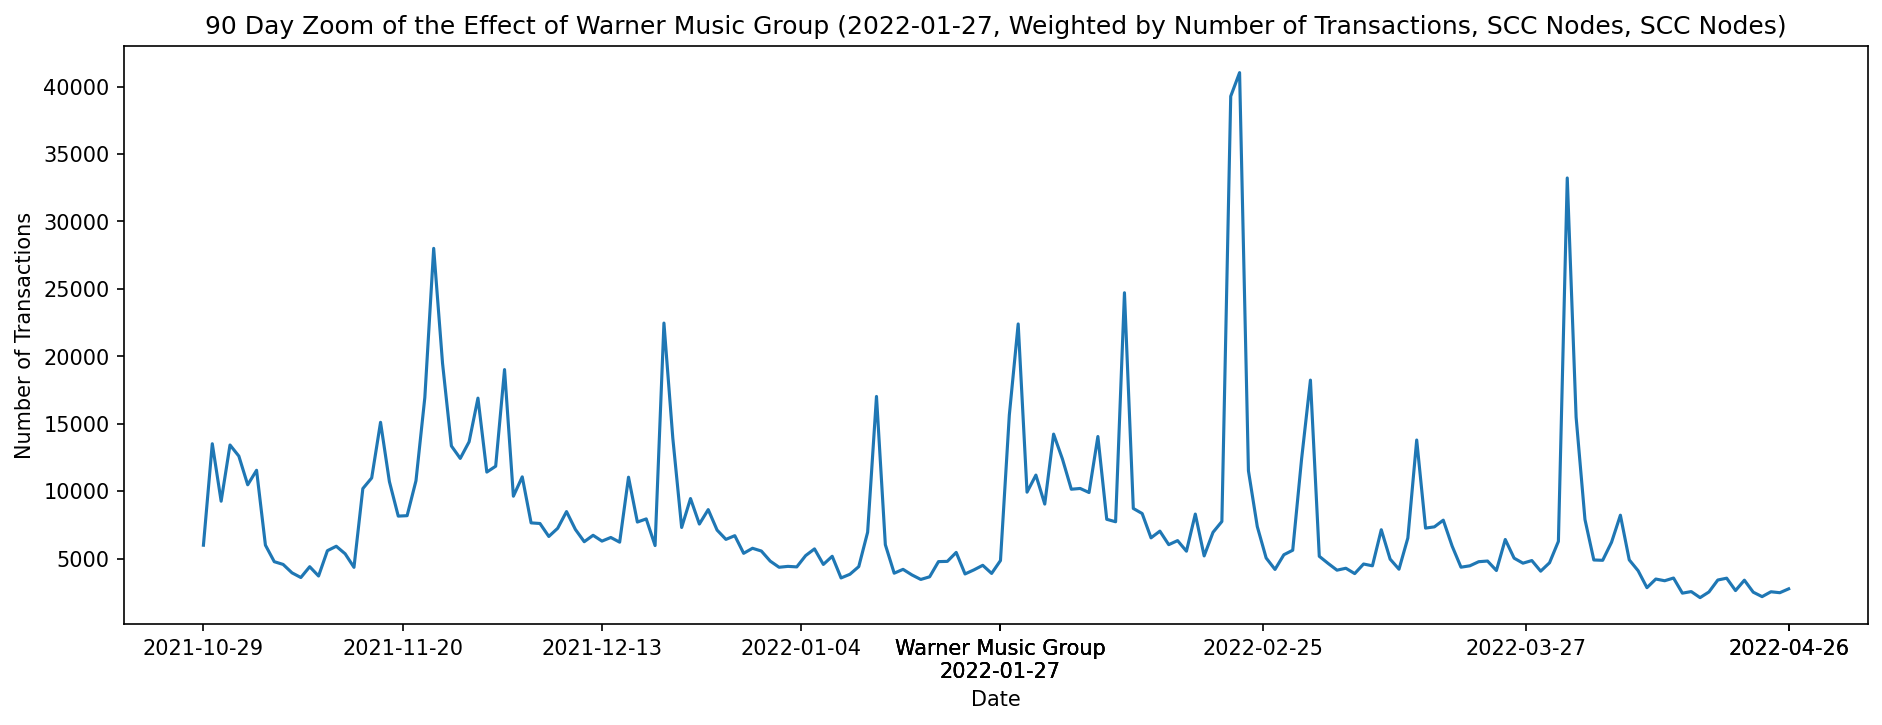 90 Day Zoom of the Effect of Warner Music Group (2022-01-27, Weighted by Number of Transactions, SCC Nodes, SCC Nodes)
Number of Transactions
40000
35000
30000
25000
20000
15000
10000
5000
2021-10-29 2021-11-20 2021-12-13 2022-01-04 Warner Music Group 2022-02-25 2022-03-27 2022-04-26
2022-01-27
Date